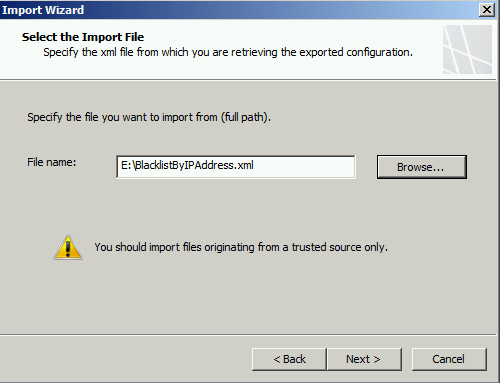 Import Wizard
Select the Import File
Specify the xml file from which you are retrieving the exported configuration.
Specify the file you want to import from (full path).
File name:
E:\BlacklistByIPAddress.xml
Browse...
You should import files originating from a trusted source only.
< Back
Next >
Cancel